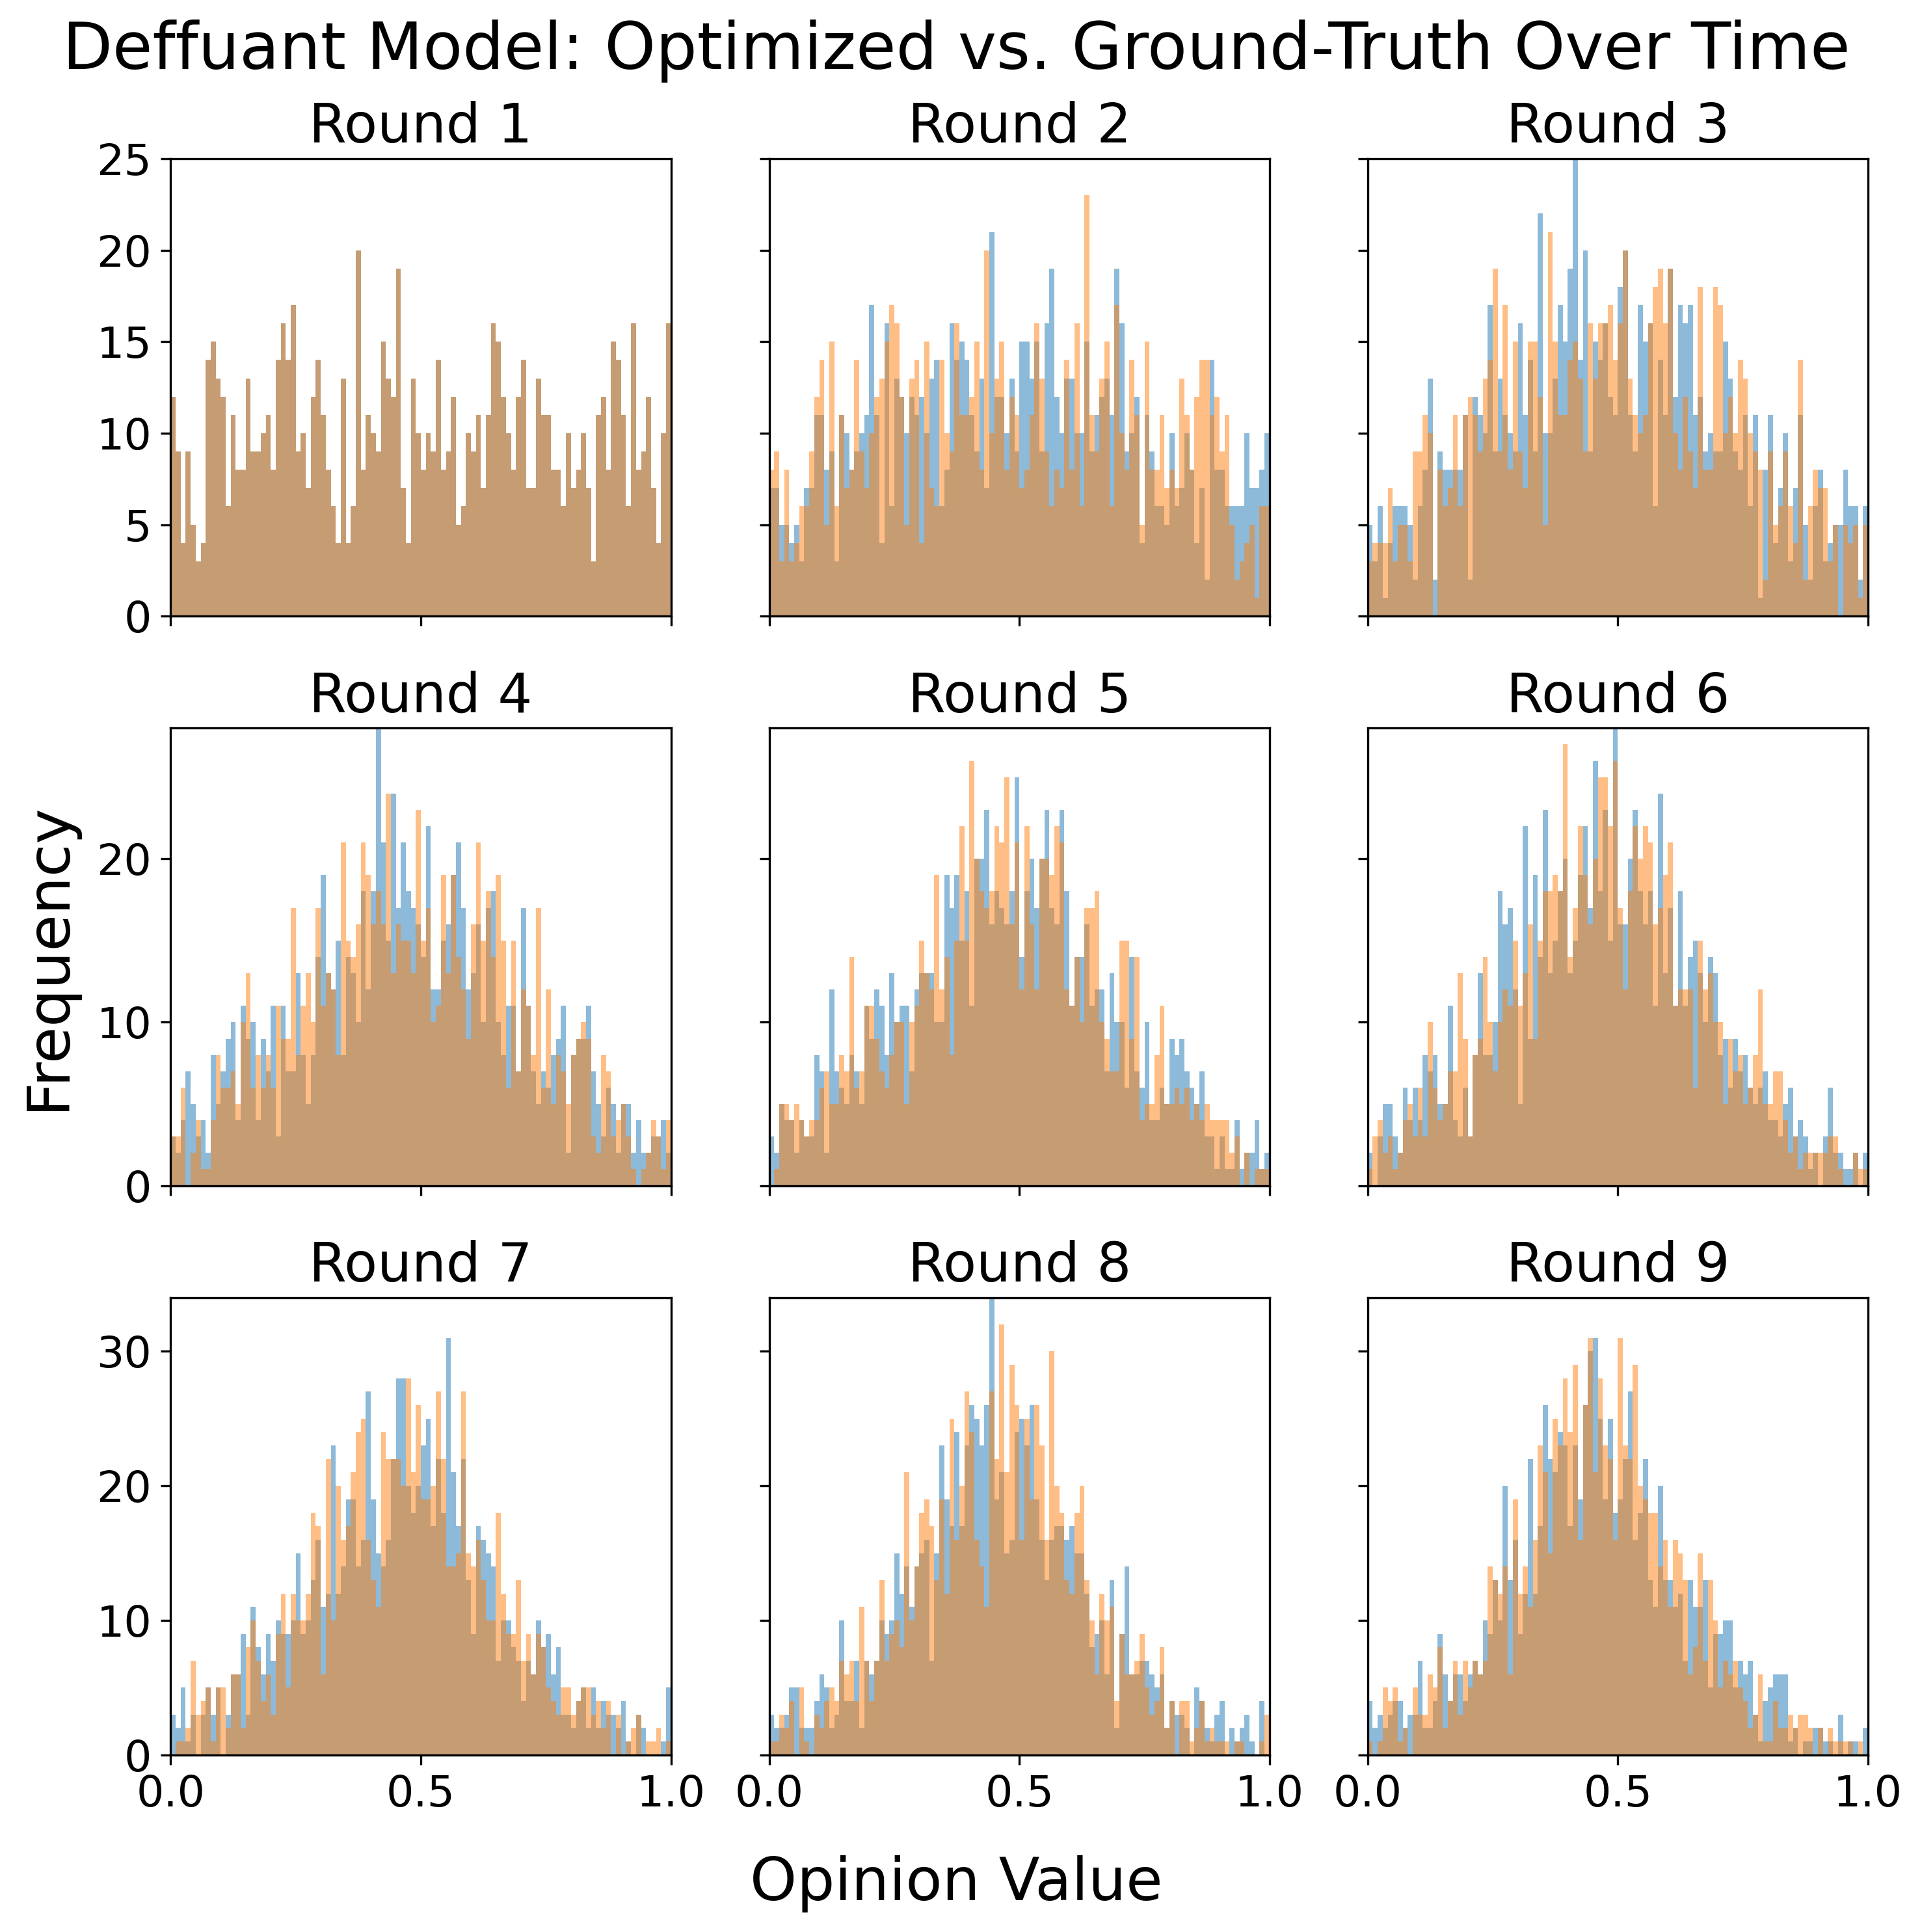 Deffuant Model: Optimized vs. Ground-Truth Over Time
Round 1
Round 2
Round 3
25
20
15
10
5
0
Round 4
Round 5
Round 6
Frequency
20
10
0
Round 7
Round 8
Round 9
30
20
10
0
0.0 0.5 1.0 0.0 0.5 1.0 0.0 0.5 1.0
Opinion Value